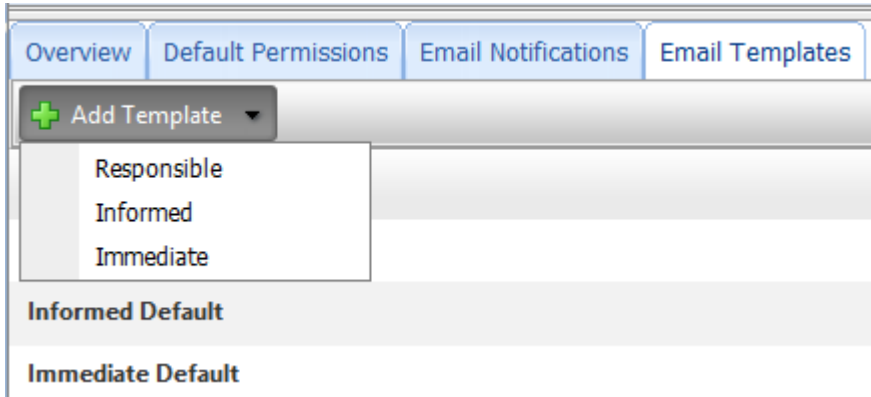 Overview Default Permissions Email Notifications Email Templates
Add Template
Responsible
Informed
Immediate
Informed Default
Immediate Default